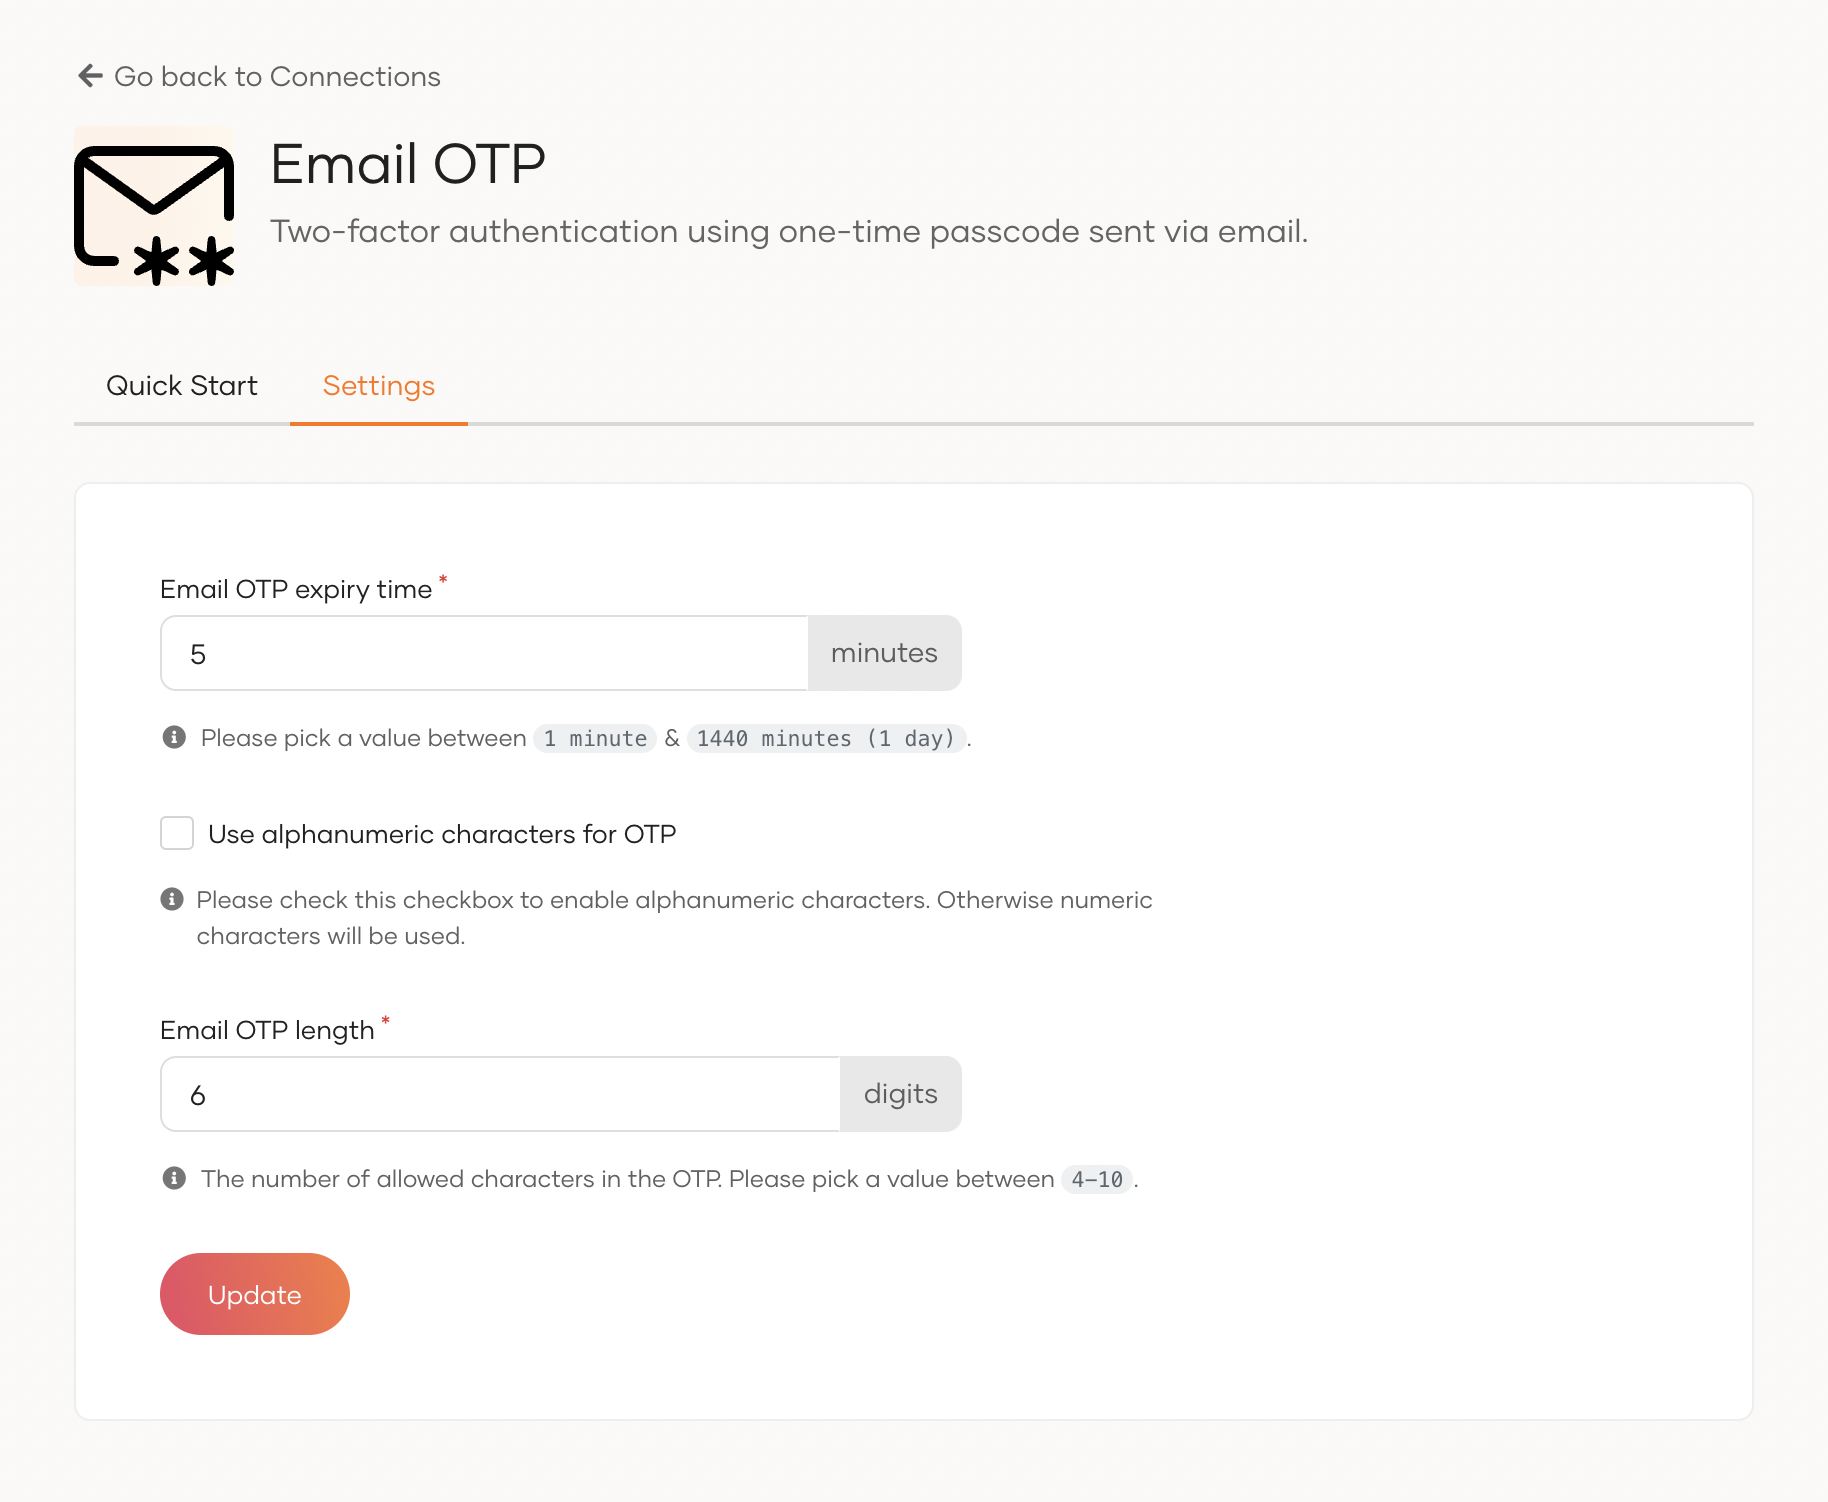 Go back to Connections
Email OTP
Two-factor authentication using one-time passcode sent via email.
Quick Start
Settings
Email OTP expiry time *
5 minutes
Please pick a value between 1 minute & 1440 minutes (1 day).
Use alphanumeric characters for OTP
Please check this checkbox to enable alphanumeric characters. Otherwise numeric
characters will be used.
Email OTP length *
6 digits
The number of allowed characters in the OTP. Please pick a value between 4-10.
Update